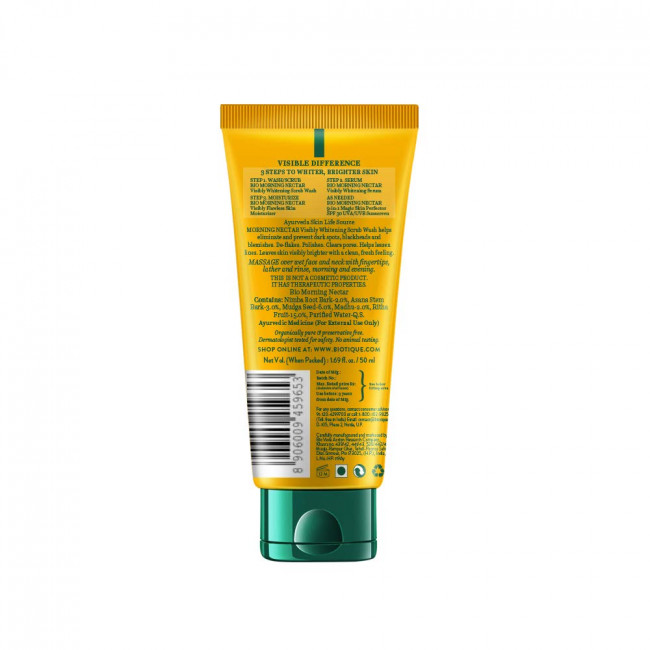 VISIBLE DIFFERENCE
3 STEPS TO WHITER, BRIGHTER SKIN
STEP 1. WASH/SCRUB
BIO MORNING NECTAR
Visibly Whitening Scrub Wash
STEP 2. SERUM
BIO MORNING NECTAR
Visibly Whitening Serum
STEP 3. MOISTURIZE
BIO MORNING NECTAR
Visibly Flawless Skin
Moisturizer
AS NEEDED
BIO MORNING NECTAR
Magic Skin Perfector
SPF 30 UVA/UVB Sunscreen
Ayurveda Skin Life Source
MORNING NECTAR Visibly Whitening Scrub Wash helps
eliminate and prevent dark spots, blackheads and
blemishes. De-flakes. Polishes. Clears pores. Helps lessen
Leaves skin visibly brighter with a clean, fresh feeling.
MASSAGE over wet face and neck with fingertips,
lather and rinse, morning and evening.
THIS IS NOT A COSMETIC PRODUCT.
IT HAS THERAPEUTIC PROPERTIES.
Bio Morning Nectar
Contains: Nimba Root Bark-9.0%, Asana Stem
Bark-3.0%, Mudga Seed-6.0%, Madhu-2.0%, Ritha
Fruit-15.0%, Purified Water-Q.S.
Ayurvedic Medicine (For External Use Only)
Organically pure & preservative free.
Dermatologist tested for safety. No animal testing.
SHOP ONLINE AT: WWW.BIOTIQUE.COM
Net Vol. (When Packed) : 1.69 fl. oz. / 50 ml
Date of Mfg. :
Batch No :
Max. Retail price Rs :
Use before : 3 years
from date of Mfg.
8 906009 459653